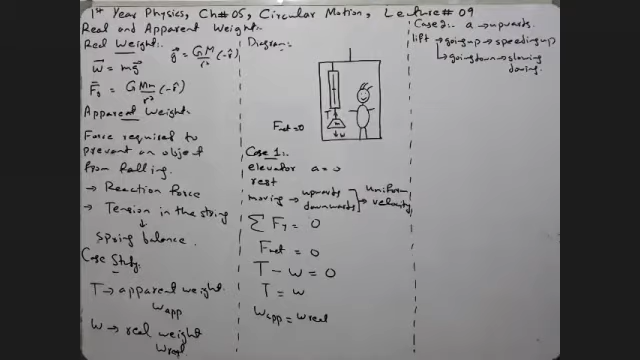 1st Year Physics, Ch#05, Circular Motion, Lecture# 09
Real and Apparent Weight:.
Real Weight:.
g = GM/r² (-r̂)
W = mg
Fg = G Mm/r² (-r̂)
Apparent Weight:
Force required to
prevent an object
from falling.
→ Reaction force
→ Tension in the string
↓
spring balance.
Case Study:
T → apparent weight.
Wapp
W → real weight
Wreal
Diagram:
T
m
↓ W
Fnet = 0
Case 1:.
elevator a = 0
rest
moving → upwards
downwards
→ uniform
velocity
∑ Fy = 0
Fnet = 0
T - W = 0
T = W
Wapp = Wreal
Case 2:. a → upwards.
lift → going up → speeding up
going down → slowing
down.